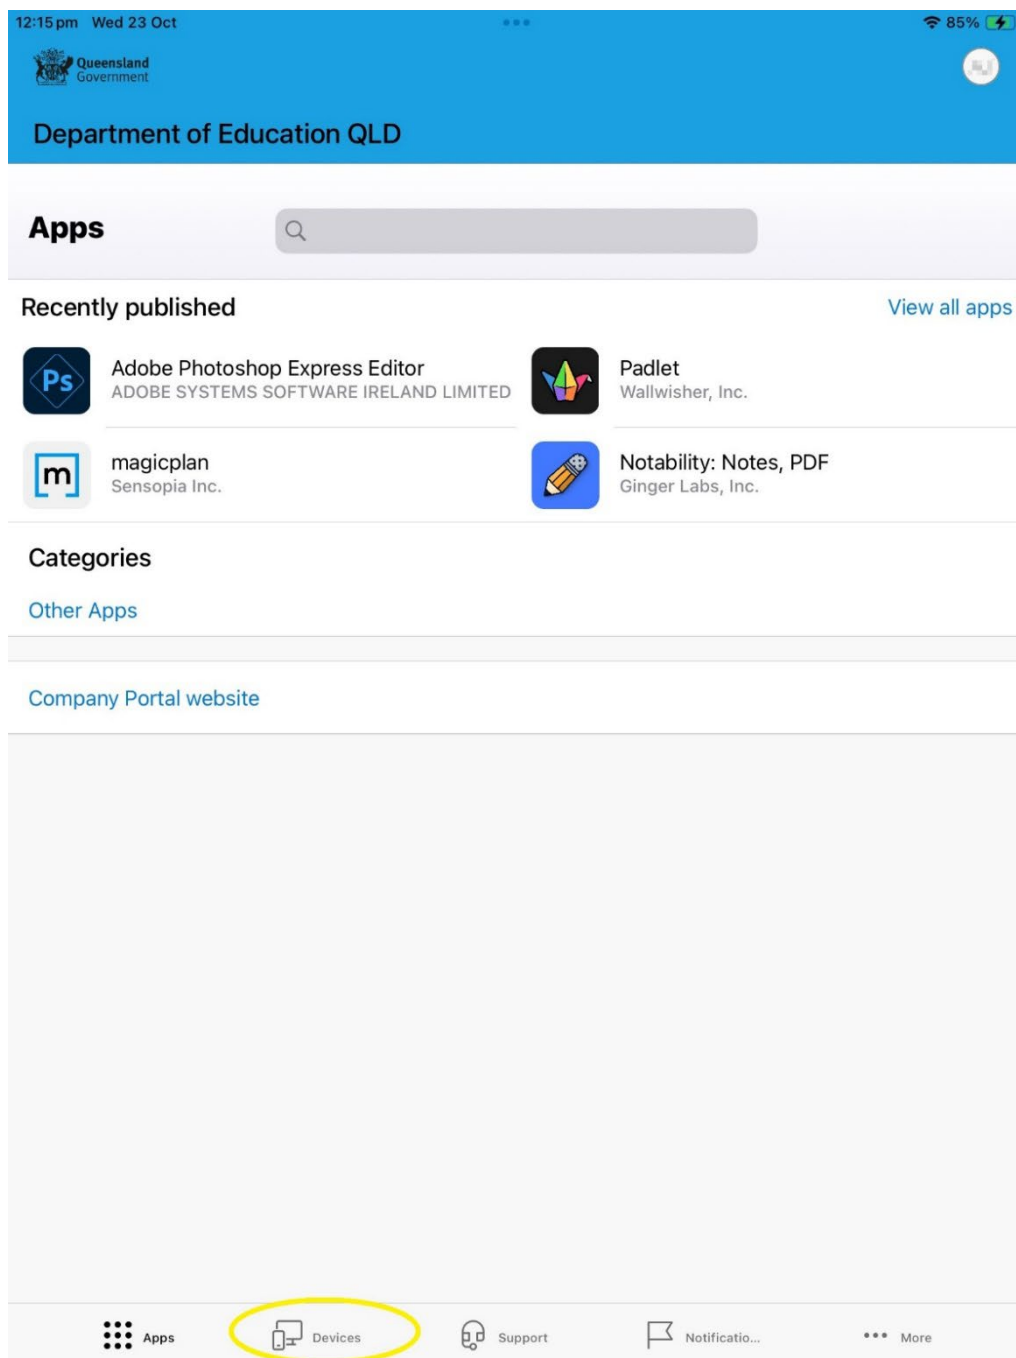 12:15 pm Wed 23 Oct 85%
Queensland
Government
Department of Education QLD
Apps
Recently published View all apps
Ps
Adobe Photoshop Express Editor
ADOBE SYSTEMS SOFTWARE IRELAND LIMITED
Padlet
Wallwisher, Inc.
m
magicplan
Sensopia Inc.
Notability: Notes, PDF
Ginger Labs, Inc.
Categories
Other Apps
Company Portal website
Apps Devices Support Notificatio... More